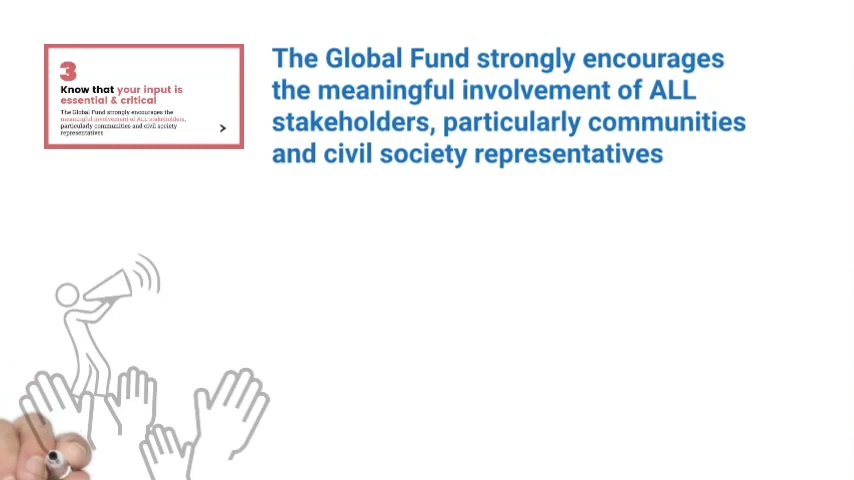 3
Know that your input is
essential & critical
The Global Fund strongly encourages the
meaningful involvement of ALL stakeholders,
particularly communities and civil society
representatives
The Global Fund strongly encourages
the meaningful involvement of ALL
stakeholders, particularly communities
and civil society representatives